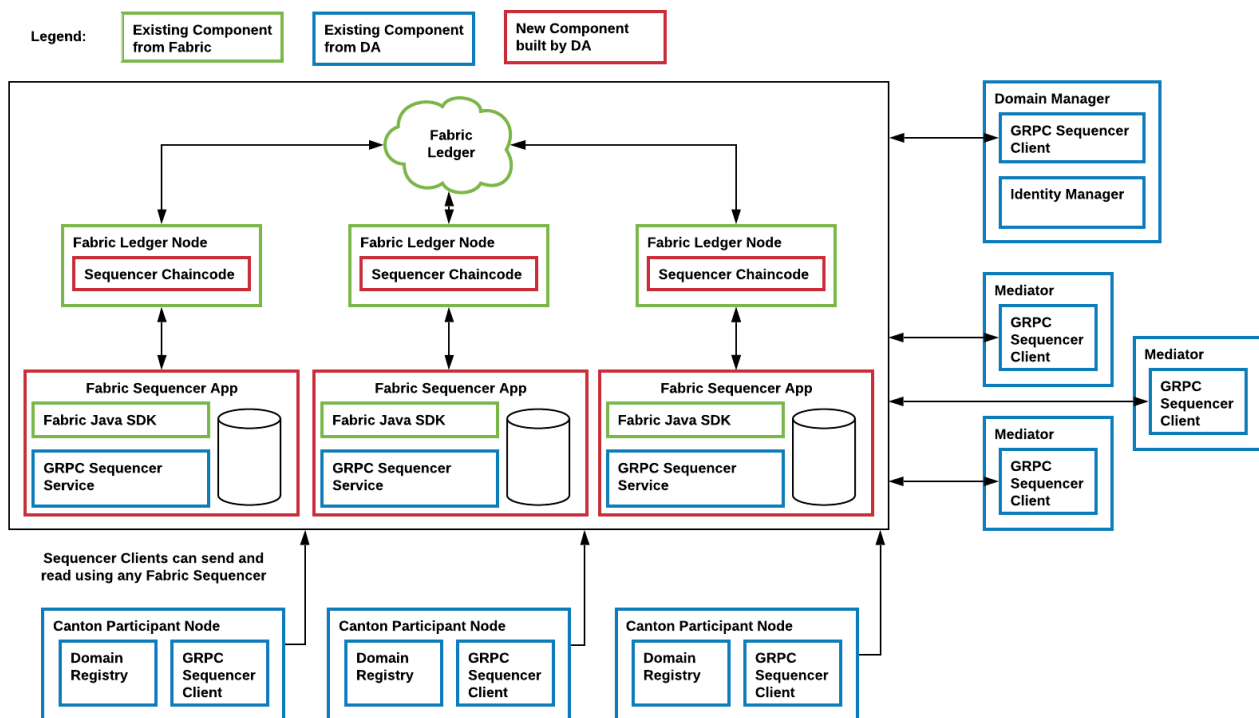 Legend:
Existing Component
from Fabric
Existing Component
from DA
New Component
built by DA
Fabric
Ledger
Fabric Ledger Node
Sequencer Chaincode
Fabric Ledger Node
Sequencer Chaincode
Fabric Ledger Node
Sequencer Chaincode
Fabric Sequencer App
Fabric Java SDK
GRPC Sequencer
Service
Fabric Sequencer App
Fabric Java SDK
GRPC Sequencer
Service
Fabric Sequencer App
Fabric Java SDK
GRPC Sequencer
Service
Domain Manager
GRPC Sequencer
Client
Identity Manager
Mediator
GRPC
Sequencer
Client
Mediator
GRPC
Sequencer
Client
Mediator
GRPC
Sequencer
Client
Sequencer Clients can send and
read using any Fabric Sequencer
Canton Participant Node
Domain
Registry
GRPC
Sequencer
Client
Canton Participant Node
Domain
Registry
GRPC
Sequencer
Client
Canton Participant Node
Domain
Registry
GRPC
Sequencer
Client